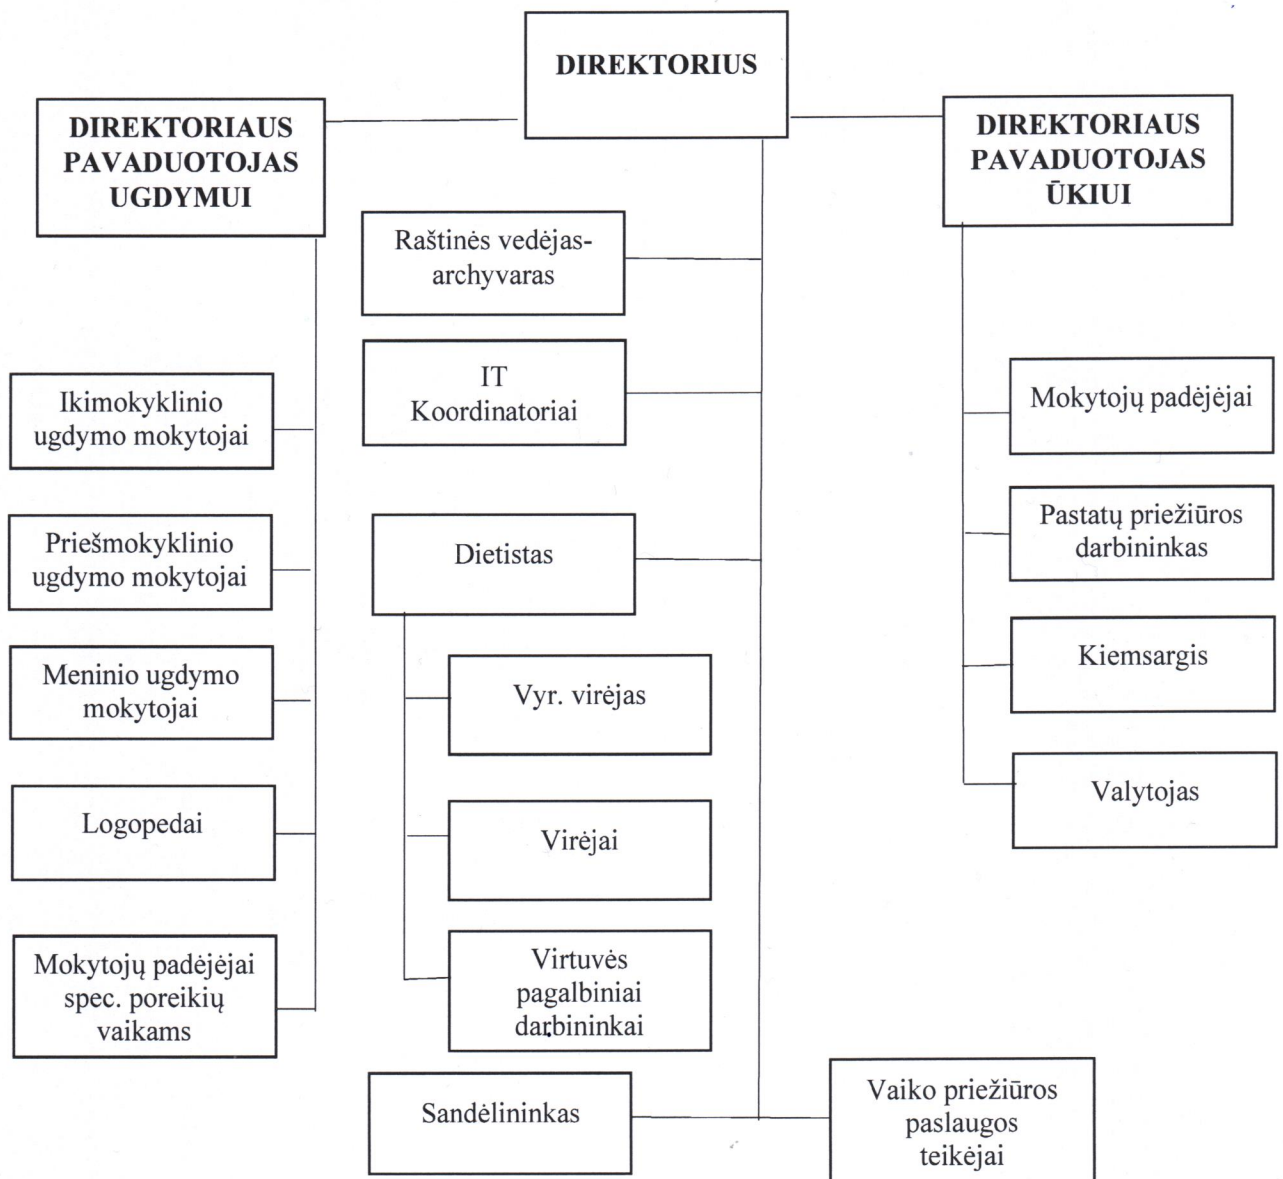 DIREKTORIUS
DIREKTORIAUS
PAVADUOTOJAS
UGDYMUI
DIREKTORIAUS
PAVADUOTOJAS
ŪKIUI
Raštinės vedėjas-
archyvaras
IT
Koordinatoriai
Ikimokyklinio
ugdymo mokytojai
Priešmokyklinio
ugdymo mokytojai
Meninio ugdymo
mokytojai
Logopedai
Mokytojų padėjėjai
spec. poreikių
vaikams
Dietistas
Vyr. virėjas
Virėjai
Virtuvės
pagalbiniai
darbininkai
Sandėlininkas
Vaiko priežiūros
paslaugos
teikėjai
Mokytojų padėjėjai
Pastatų priežiūros
darbininkas
Kiemsargis
Valytojas